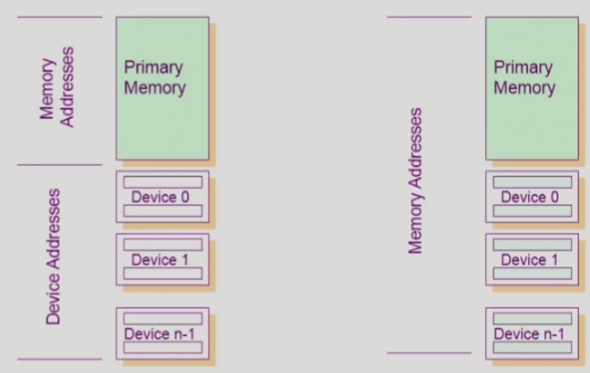 Memory
Addresses
Primary
Memory
Device Addresses
Device 0
Device 1
Device n-1
Memory Addresses
Primary
Memory
Device 0
Device 1
Device n-1